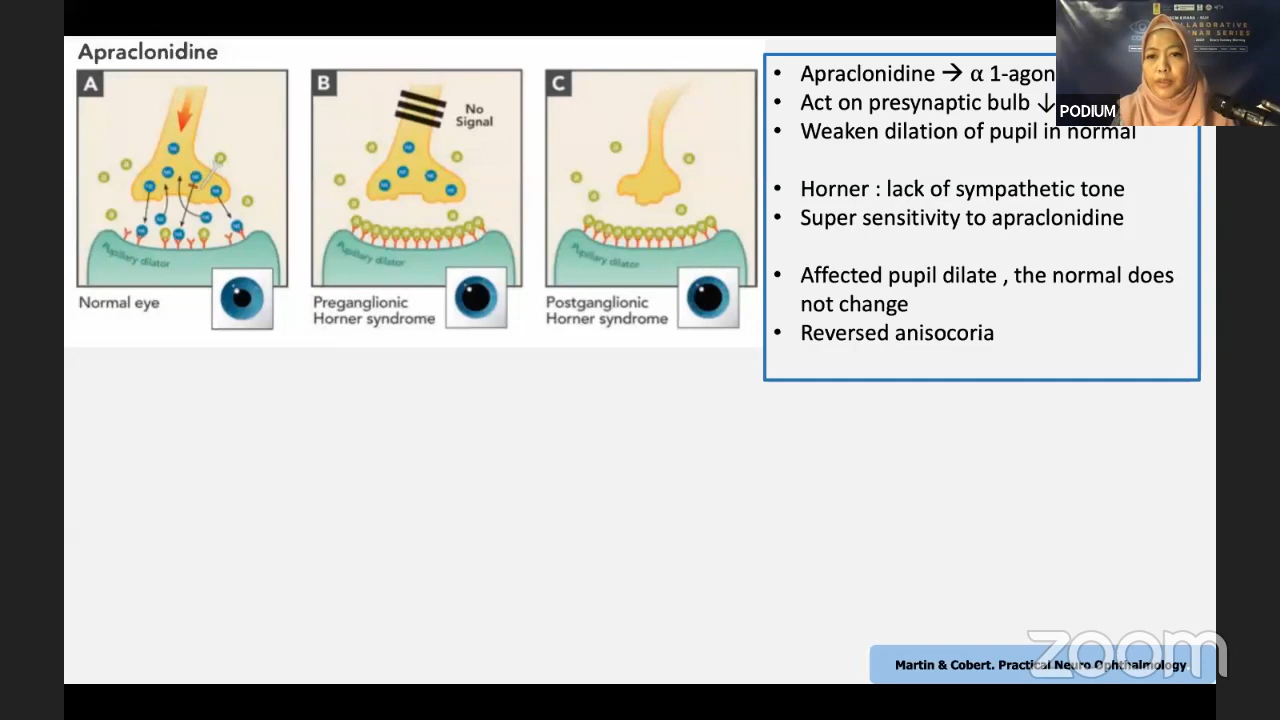 Apraclonidine
A
B
C
No
Signal
Pupillary dilator
Pupillary dilator
Pupillary dilator
Normal eye
Preganglionic
Horner syndrome
Postganglionic
Horner syndrome
• Apraclonidine → α 1-agon
• Act on presynaptic bulb ↓
• Weaken dilation of pupil in normal
• Horner : lack of sympathetic tone
• Super sensitivity to apraclonidine
• Affected pupil dilate , the normal does
not change
• Reversed anisocoria
PODIUM
Martin & Cobert. Practical Neuro Ophthalmology
zoom